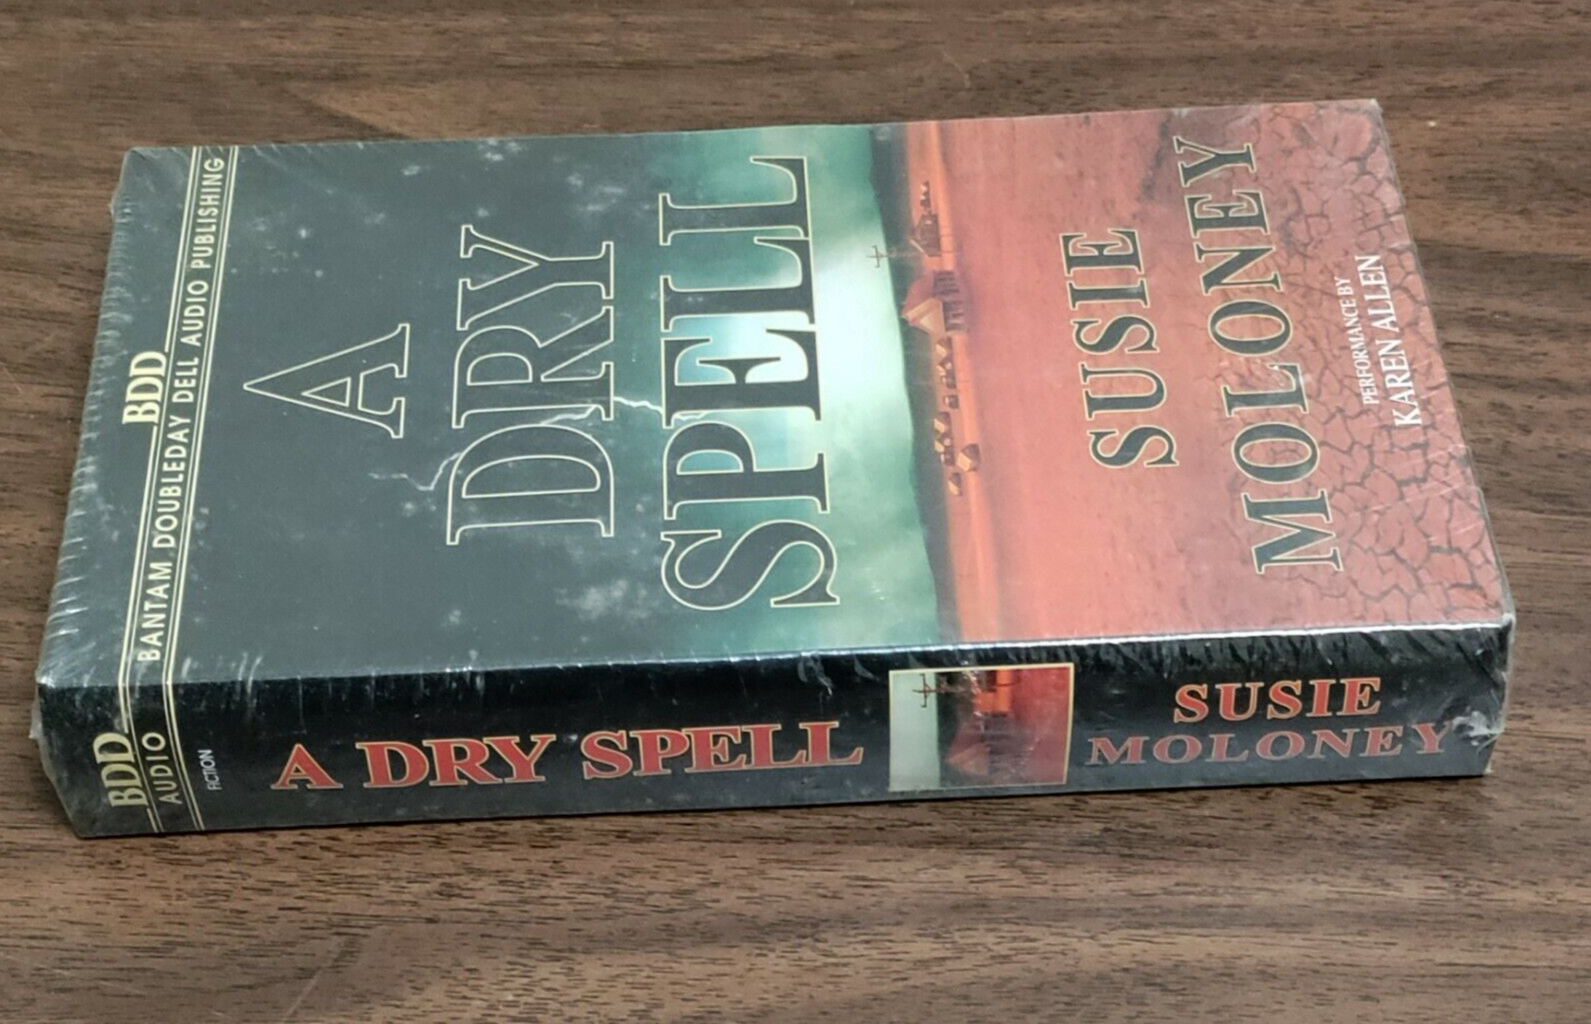 BDD
BANTAM DOUBLEDAY DELL AUDIO PUBLISHING
A
DRY
SPELL
SUSIE
MOLONEY
PERFORMANCE BY
KAREN ALLEN
BDD
AUDIO
FICTION
A DRY SPELL
SUSIE
MOLONEY